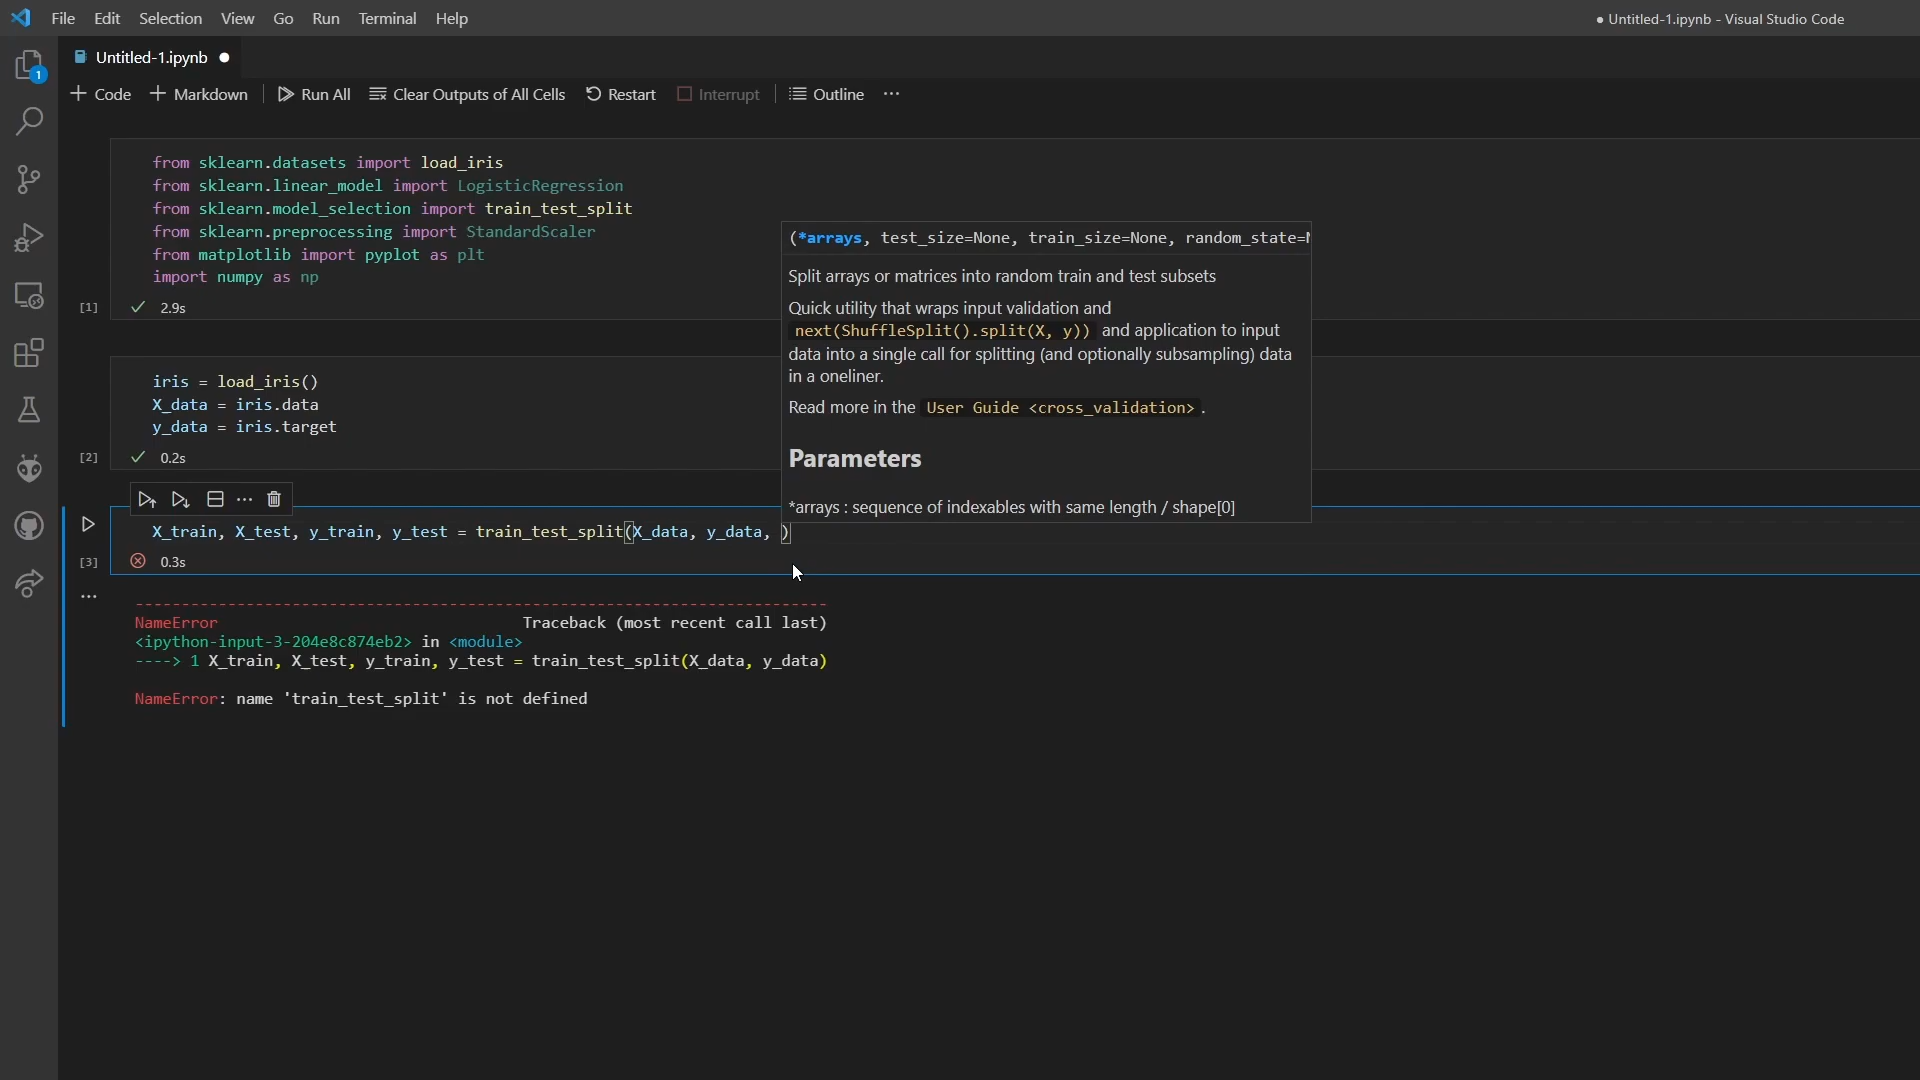 File Edit Selection View Go Run Terminal Help
● Untitled-1.ipynb - Visual Studio Code
1
Untitled-1.ipynb ●
+ Code + Markdown Run All Clear Outputs of All Cells Restart Interrupt Outline ...
from sklearn.datasets import load_iris
from sklearn.linear_model import LogisticRegression
from sklearn.model_selection import train_test_split
from sklearn.preprocessing import StandardScaler
from matplotlib import pyplot as plt
import numpy as np
[1] ✓ 2.9s
(*arrays, test_size=None, train_size=None, random_state=
Split arrays or matrices into random train and test subsets
Quick utility that wraps input validation and
next(ShuffleSplit().split(X, y)) and application to input
data into a single call for splitting (and optionally subsampling) data
in a oneliner.
Read more in the User Guide <cross_validation> .
Parameters
*arrays : sequence of indexables with same length / shape[0]
iris = load_iris()
X_data = iris.data
y_data = iris.target
[2] ✓ 0.2s
X_train, X_test, y_train, y_test = train_test_split(X_data, y_data, )
[3] 0.3s
...
---------------------------------------------------------------------------
NameError Traceback (most recent call last)
<ipython-input-3-204e8c874eb2> in <module>
----> 1 X_train, X_test, y_train, y_test = train_test_split(X_data, y_data)
NameError: name 'train_test_split' is not defined